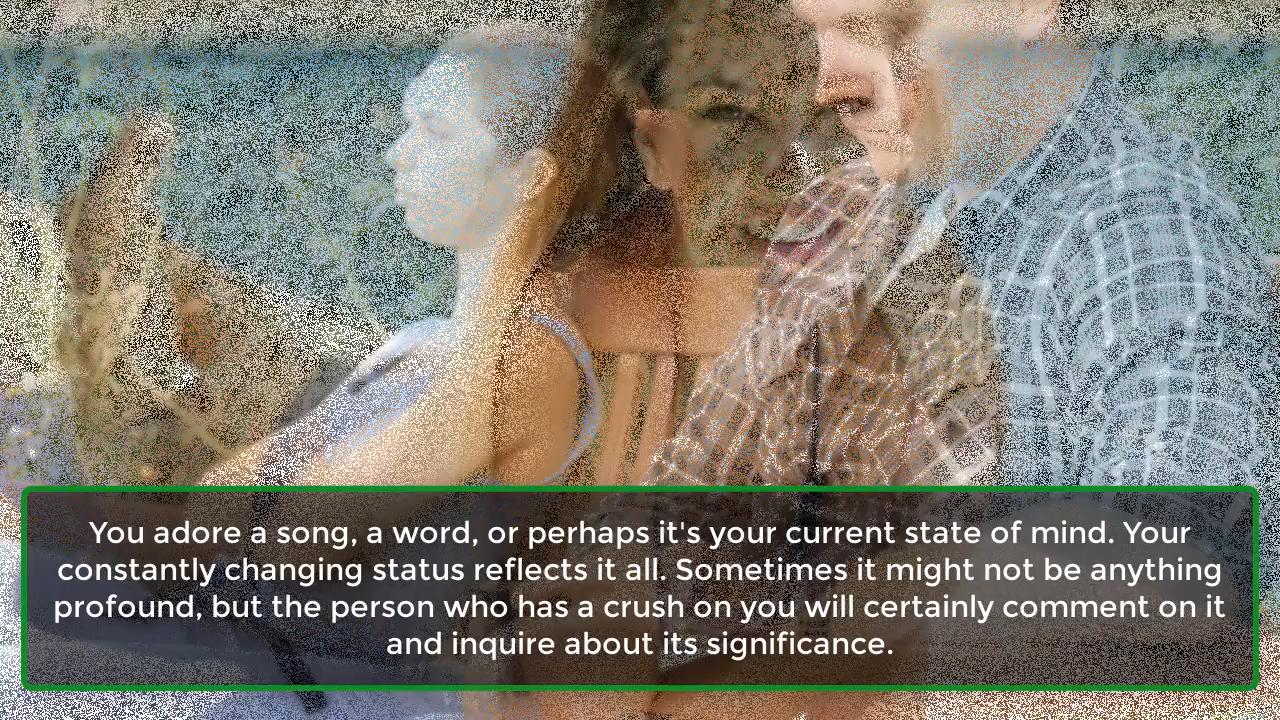 You adore a song, a word, or perhaps it's your current state of mind. Your
constantly changing status reflects it all. Sometimes it might not be anything
profound, but the person who has a crush on you will certainly comment on it
and inquire about its significance.